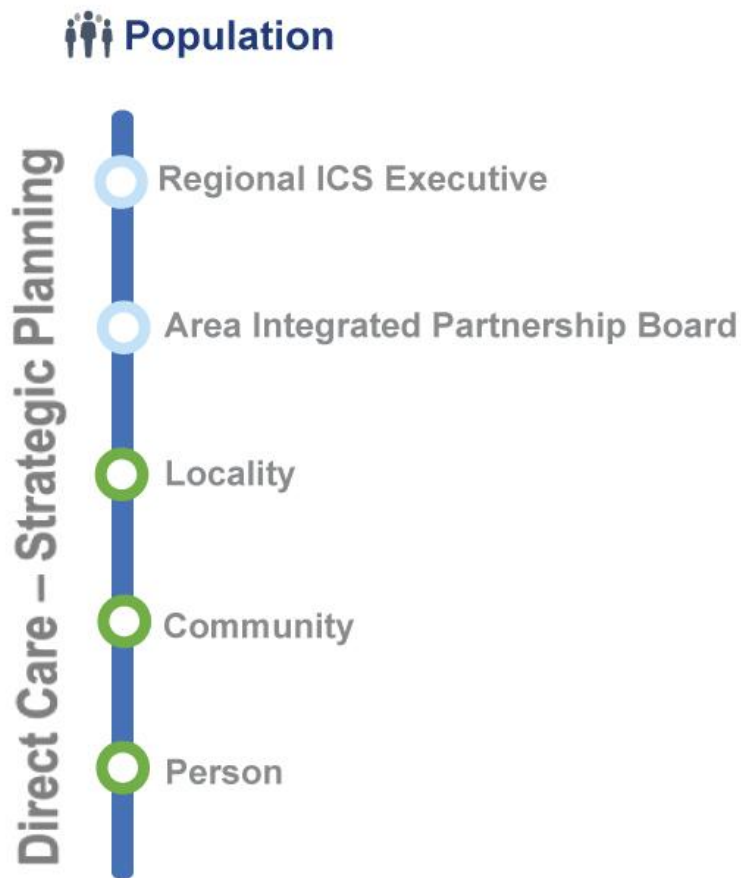 Population
Direct Care – Strategic Planning
Regional ICS Executive
Area Integrated Partnership Board
Locality
Community
Person